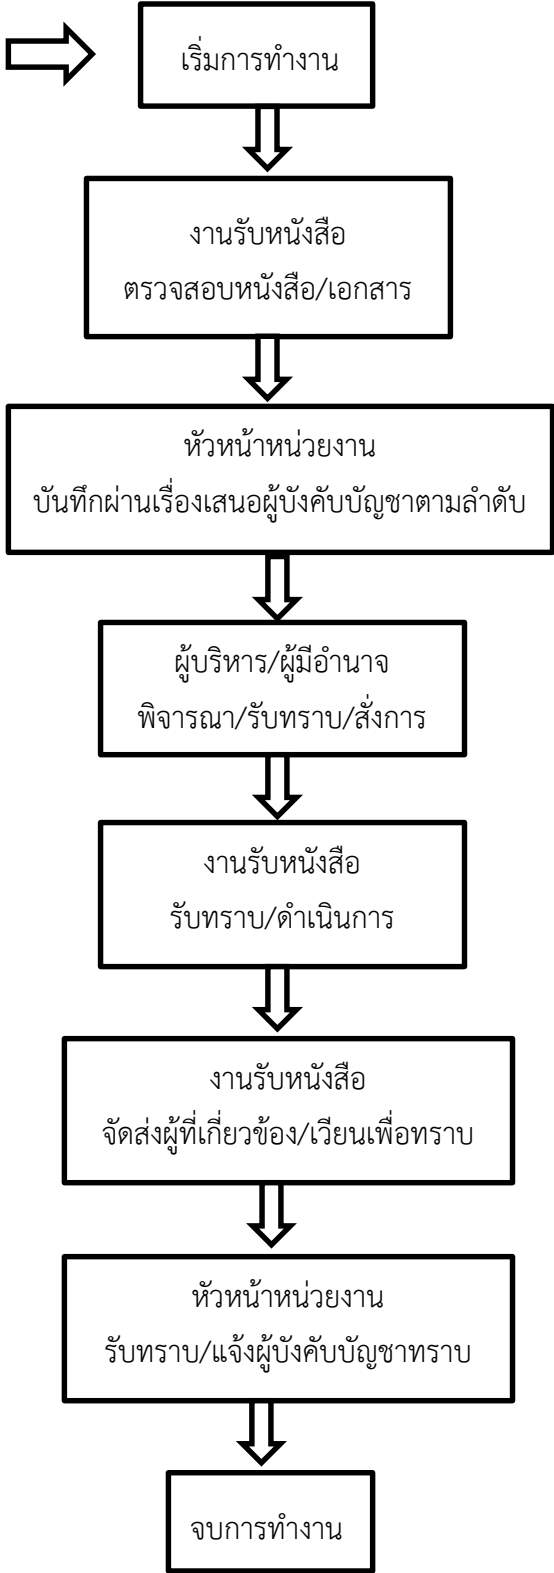 เริ่มการทำงาน
งานรับหนังสือ
ตรวจสอบหนังสือ/เอกสาร
หัวหน้าหน่วยงาน
บันทึกผ่านเรื่องเสนอผู้บังคับบัญชาตามลำดับ
ผู้บริหาร/ผู้มีอำนาจ
พิจารณา/รับทราบ/สั่งการ
งานรับหนังสือ
รับทราบ/ดำเนินการ
งานรับหนังสือ
จัดส่งผู้ที่เกี่ยวข้อง/เวียนเพื่อทราบ
หัวหน้าหน่วยงาน
รับทราบ/แจ้งผู้บังคับบัญชาทราบ
จบการทำงาน